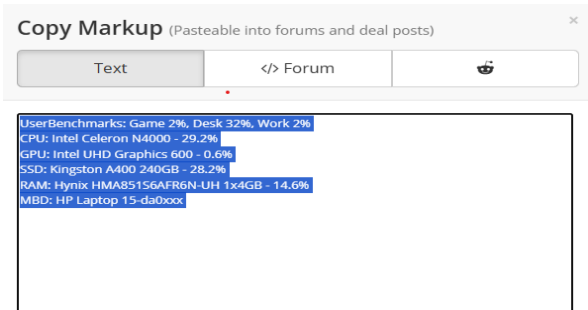 Copy Markup (Pasteable into forums and deal posts) ×
Text </> Forum
UserBenchmarks: Game 2%, Desk 32%, Work 2%
CPU: Intel Celeron N4000 - 29.2%
GPU: Intel UHD Graphics 600 - 0.6%
SSD: Kingston A400 240GB - 28.2%
RAM: Hynix HMA851S6AFR6N-UH 1x4GB - 14.6%
MBD: HP Laptop 15-da0xxx